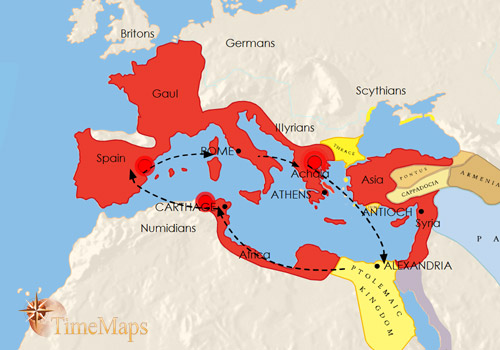 Britons
Germans
Gaul
Scythians
Illyrians
THRACE
Spain
ROME
Achaia
PONTUS
ARMENIA
Asia
CAPPADOCIA
ATHENS
CARTHAGE
ANTIOCH
Syria
Numidians
P A
Africa
ALEXANDRIA
PTOLEMAIC
KINGDOM
TimeMaps